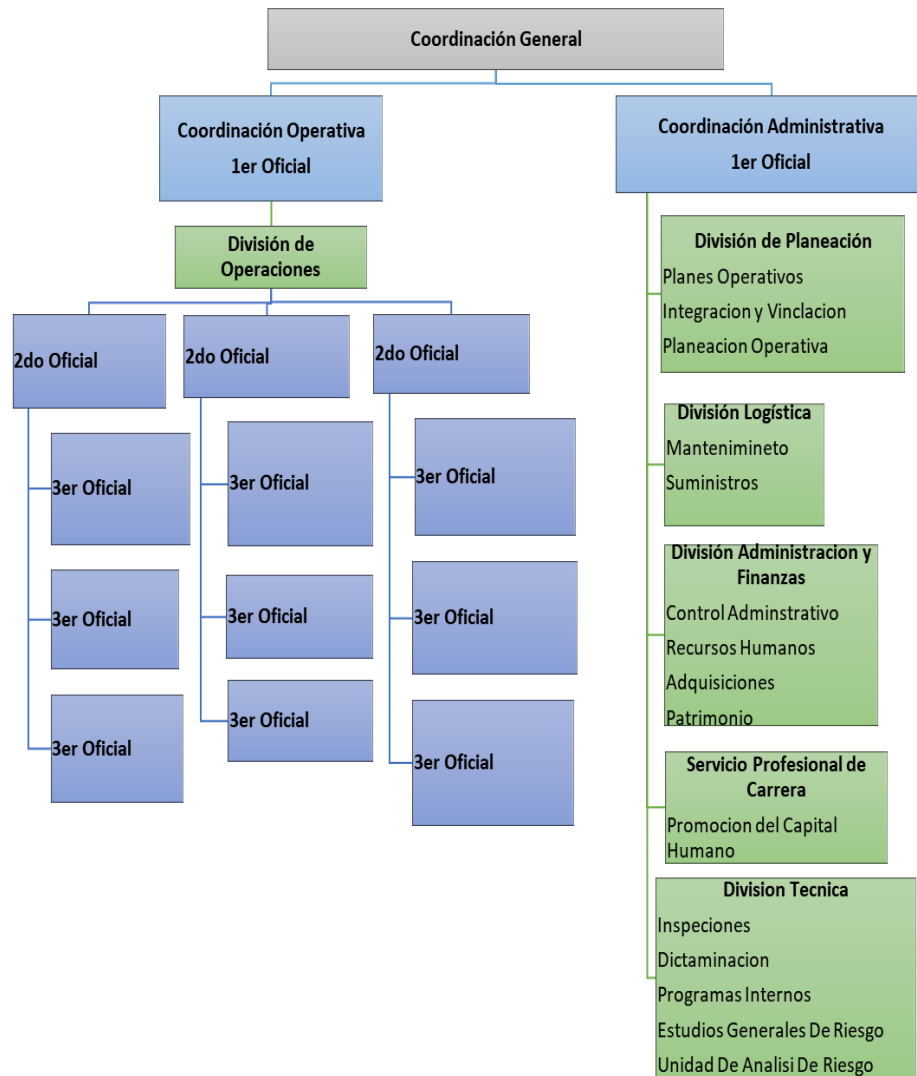 Coordinación General
Coordinación Operativa
1er Oficial
Coordinación Administrativa
1er Oficial
División de
Operaciones
2do Oficial
3er Oficial
3er Oficial
3er Oficial
2do Oficial
3er Oficial
3er Oficial
3er Oficial
2do Oficial
3er Oficial
3er Oficial
3er Oficial
División de Planeación
Planes Operativos
Integracion y Vinclacion
Planeacion Operativa
División Logística
Mantenimineto
Suministros
División Administracion y
Finanzas
Control Adminstrativo
Recursos Humanos
Adquisiciones
Patrimonio
Servicio Profesional de
Carrera
Promocion del Capital
Humano
Division Tecnica
Inspeciones
Dictaminacion
Programas Internos
Estudios Generales De Riesgo
Unidad De Analisi De Riesgo